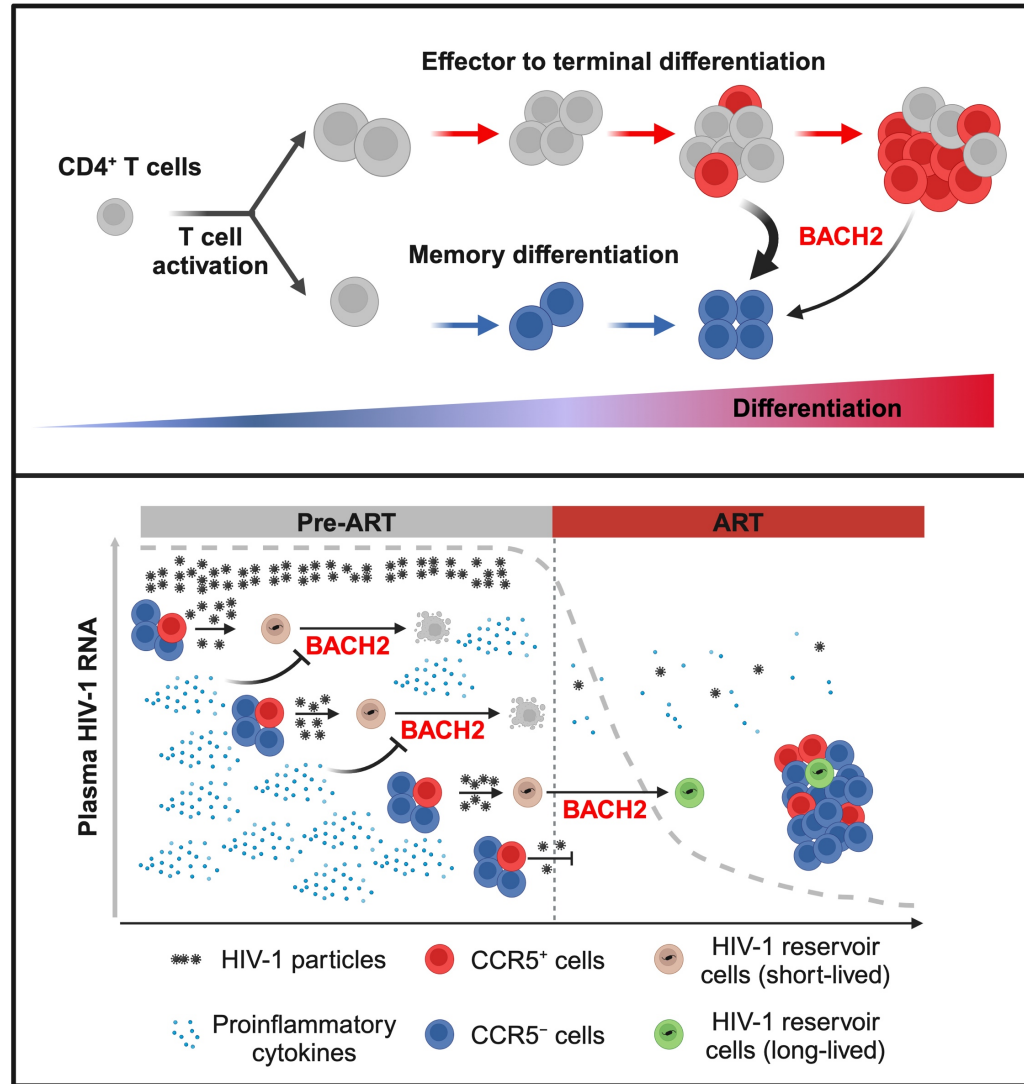 Effector to terminal differentiation
CD4⁺ T cells
T cell
activation
BACH2
Memory differentiation
Differentiation
Pre-ART
ART
Plasma HIV-1 RNA
BACH2
BACH2
BACH2
HIV-1 particles
CCR5⁺ cells
HIV-1 reservoir
cells (short-lived)
Proinflammatory
cytokines
CCR5⁻ cells
HIV-1 reservoir
cells (long-lived)